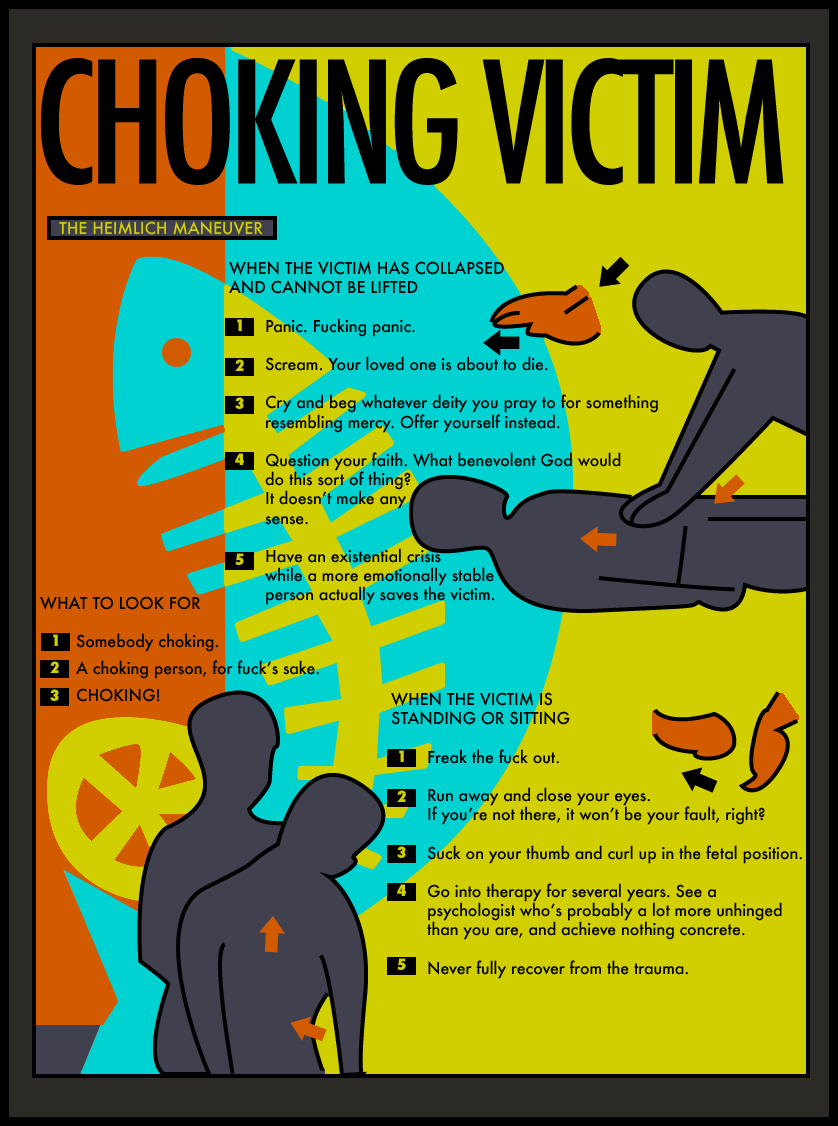 CHOKING VICTIM
THE HEIMLICH MANEUVER
WHEN THE VICTIM HAS COLLAPSED
AND CANNOT BE LIFTED
1 Panic. Fucking panic.
2 Scream. Your loved one is about to die.
3 Cry and beg whatever deity you pray to for something
resembling mercy. Offer yourself instead.
4 Question your faith. What benevolent God would
do this sort of thing?
It doesn't make any
sense.
5 Have an existential crisis
while a more emotionally stable
person actually saves the victim.
WHAT TO LOOK FOR
1 Somebody choking.
2 A choking person, for fuck's sake.
3 CHOKING!
WHEN THE VICTIM IS
STANDING OR SITTING
1 Freak the fuck out.
2 Run away and close your eyes.
If you're not there, it won't be your fault, right?
3 Suck on your thumb and curl up in the fetal position.
4 Go into therapy for several years. See a
psychologist who's probably a lot more unhinged
than you are, and achieve nothing concrete.
5 Never fully recover from the trauma.